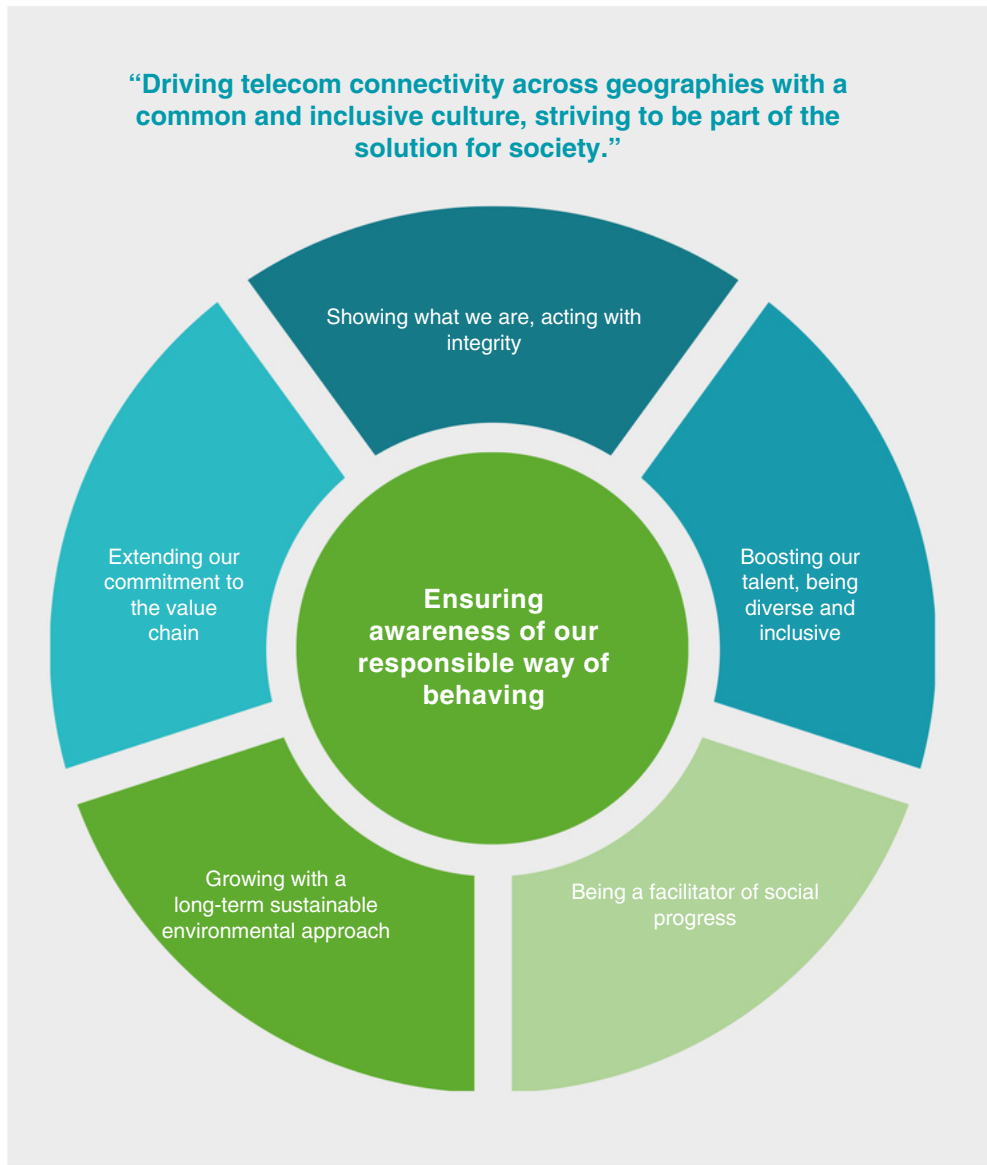 “Driving telecom connectivity across geographies with a
common and inclusive culture, striving to be part of the
solution for society.”
Showing what we are, acting with
integrity
Boosting our
talent, being
diverse and
inclusive
Being a facilitator of social
progress
Growing with a
long-term sustainable
environmental approach
Extending our
commitment to
the value
chain
Ensuring
awareness of our
responsible way of
behaving